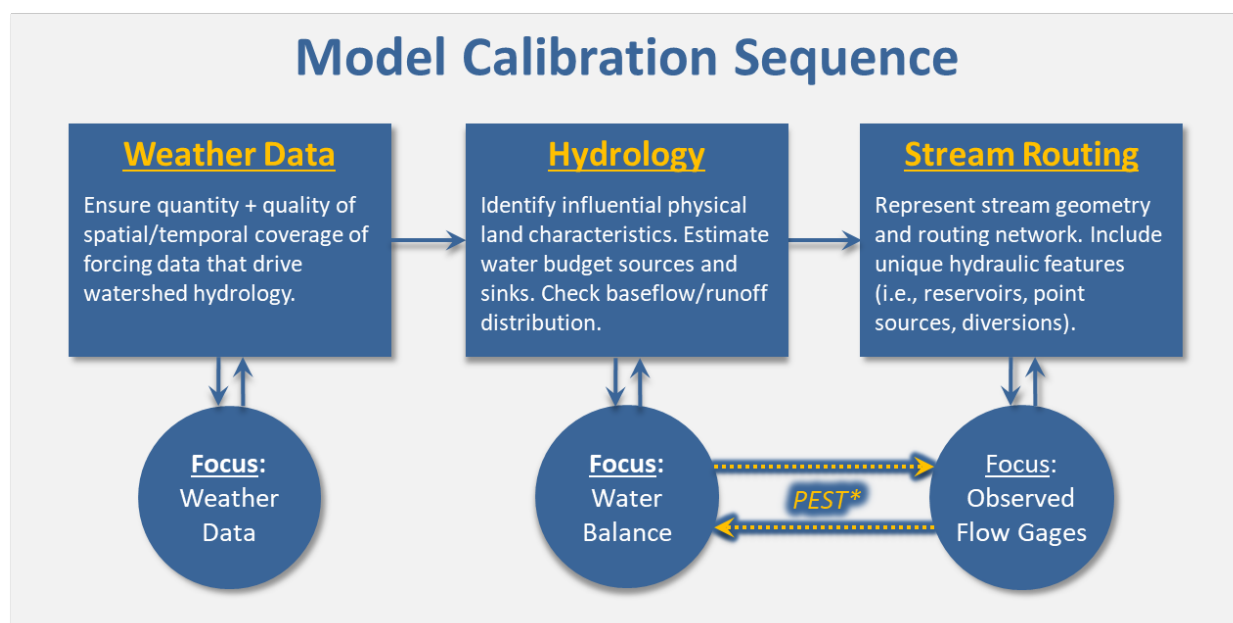 Model Calibration Sequence
Weather Data
Ensure quantity + quality of
spatial/temporal coverage of
forcing data that drive
watershed hydrology.
Hydrology
Identify influential physical
land characteristics. Estimate
water budget sources and
sinks. Check baseflow/runoff
distribution.
Stream Routing
Represent stream geometry
and routing network. Include
unique hydraulic features
(i.e., reservoirs, point
sources, diversions).
Focus:
Weather
Data
Focus:
Water
Balance
PEST*
Focus:
Observed
Flow Gages